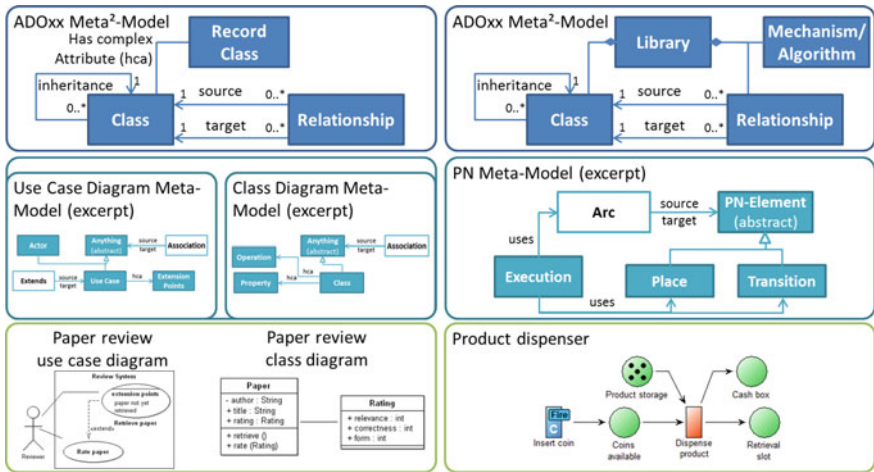 ADOxx Meta²-Model
Has complex
Attribute (hca)
Record
Class
inheritance
1
0..*
Class
1
source
0..*
1
target
0..*
Relationship
ADOxx Meta²-Model
Library
Mechanism/
Algorithm
inheritance
1
0..*
Class
1
source
0..*
1
target
0..*
Relationship
Use Case Diagram Meta-
Model (excerpt)
Actor
Anything
(abstract)
source
target
Association
Extends
source
target
Use Case
hca
Extension
Points
Class Diagram Meta-
Model (excerpt)
Operation
Anything
(abstract)
source
target
Association
hca
Property
hca
Class
PN Meta-Model (excerpt)
Arc
source
target
PN-Element
(abstract)
uses
Execution
Place
Transition
uses
Paper review
use case diagram
Review System
extension points
paper not yet
retrieved
Retrieve paper
«extend»
Reviewer
Rate paper
Paper review
class diagram
Paper
- author : String
+ title : String
+ rating : Rating
+ retrieve ()
+ rate (Rating)
Rating
+ relevance : int
+ correctness : int
+ form : int
Product dispenser
Product storage
Cash box
Fire
C
Insert coin
Coins
available
Dispense
product
Retrieval
slot